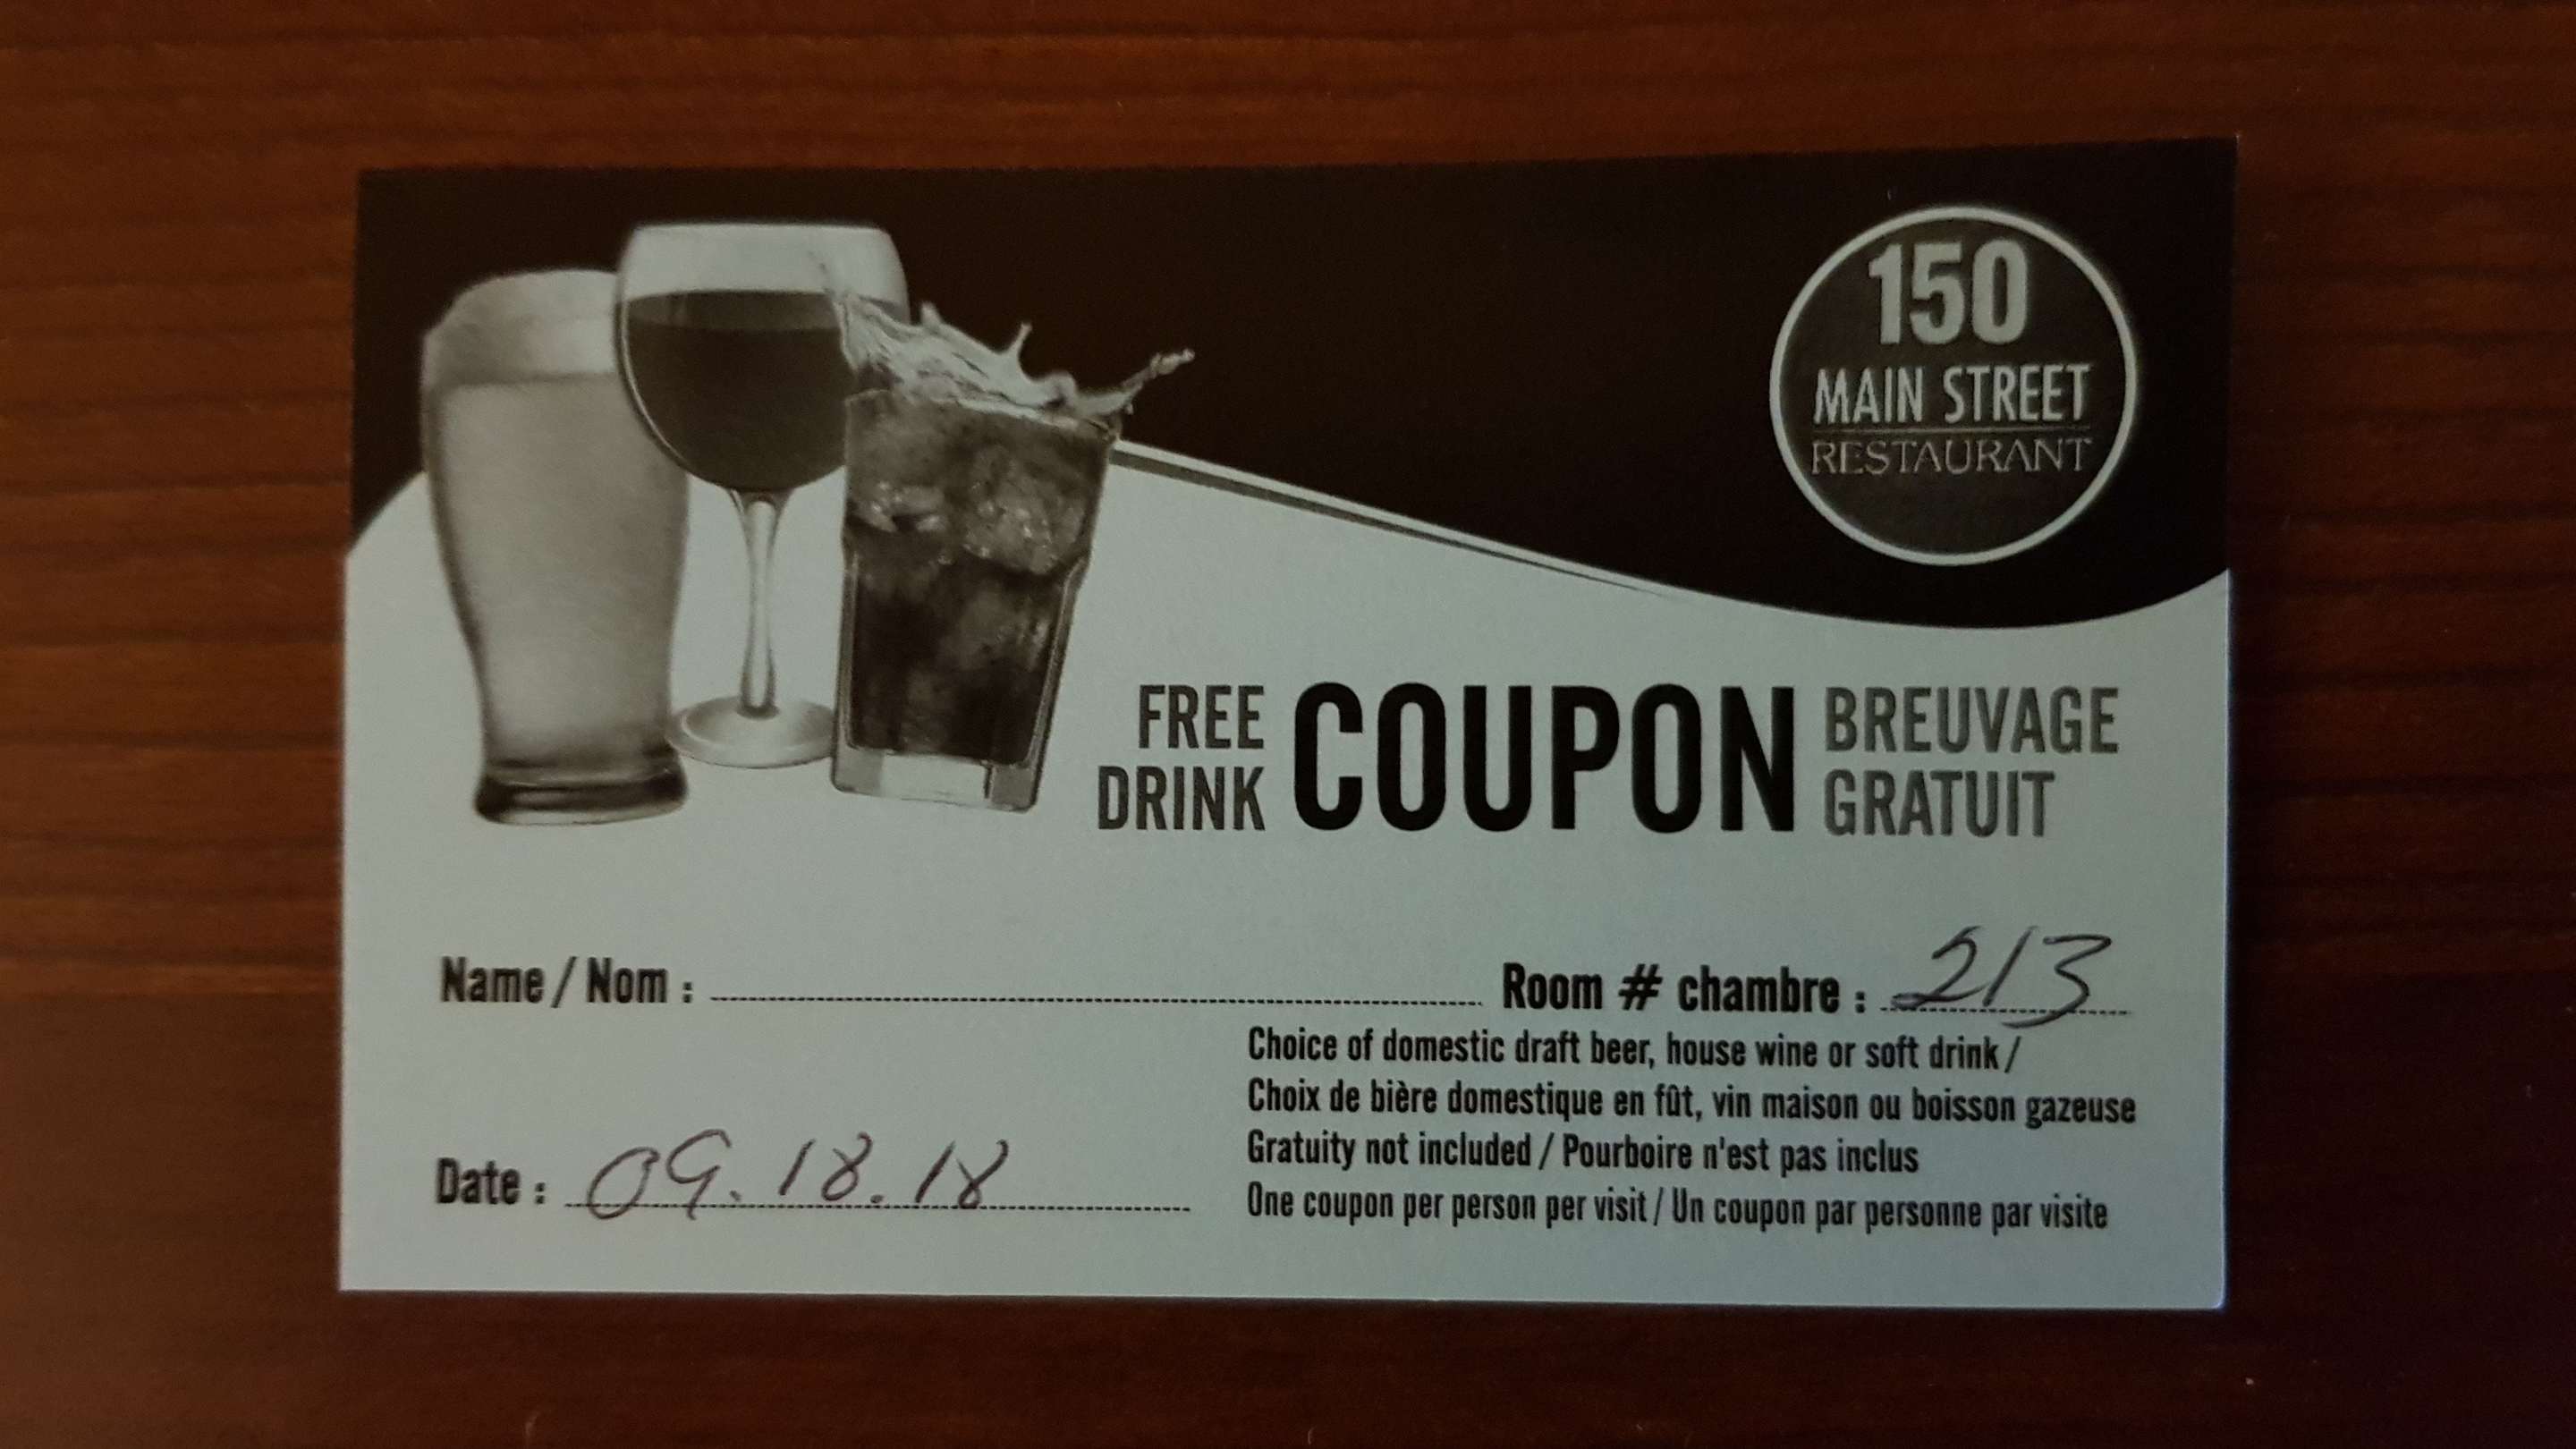 150
MAIN STREET
RESTAURANT
FREE DRINK COUPON BREUVAGE GRATUIT
Name / Nom : Room # chambre : 213
Choice of domestic draft beer, house wine or soft drink /
Choix de bière domestique en fût, vin maison ou boisson gazeuse
Gratuity not included / Pourboire n'est pas inclus
Date : 09.18.18
One coupon per person per visit / Un coupon par personne par visite